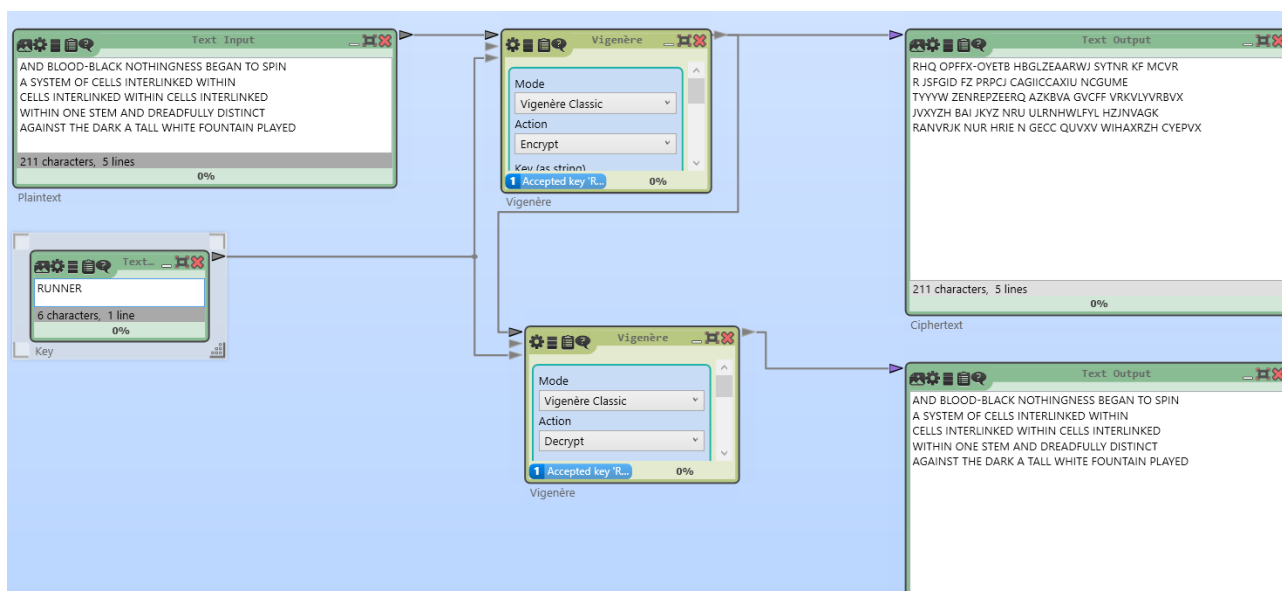 Text Input
AND BLOOD-BLACK NOTHINGNESS BEGAN TO SPIN
A SYSTEM OF CELLS INTERLINKED WITHIN
CELLS INTERLINKED WITHIN CELLS INTERLINKED
WITHIN ONE STEM AND DREADFULLY DISTINCT
AGAINST THE DARK A TALL WHITE FOUNTAIN PLAYED
211 characters, 5 lines
0%
Plaintext
Text...
RUNNER
6 characters, 1 line
0%
Key
Vigenère
Mode
Vigenère Classic
Action
Encrypt
Key (as string)
1 Accepted key 'R...
0%
Vigenère
Vigenère
Mode
Vigenère Classic
Action
Decrypt
1 Accepted key 'R...
0%
Vigenère
Text Output
RHQ OPFFX-OYETB HBGLZEAARWJ SYTNR KF MCVR
R JSFGID FZ PRPCJ CAGIICCAXIU NCGUME
TYYYW ZENREPZEERQ AZKBVA GVCFF VRKVLYVRBVX
JVXYZH BAI JKYZ NRU ULRNHWLFYL HZJNVAGK
RANVRJK NUR HRIE N GECC QUVXV WIHAXRZH CYEPVX
211 characters, 5 lines
0%
Ciphertext
Text Output
AND BLOOD-BLACK NOTHINGNESS BEGAN TO SPIN
A SYSTEM OF CELLS INTERLINKED WITHIN
CELLS INTERLINKED WITHIN CELLS INTERLINKED
WITHIN ONE STEM AND DREADFULLY DISTINCT
AGAINST THE DARK A TALL WHITE FOUNTAIN PLAYED